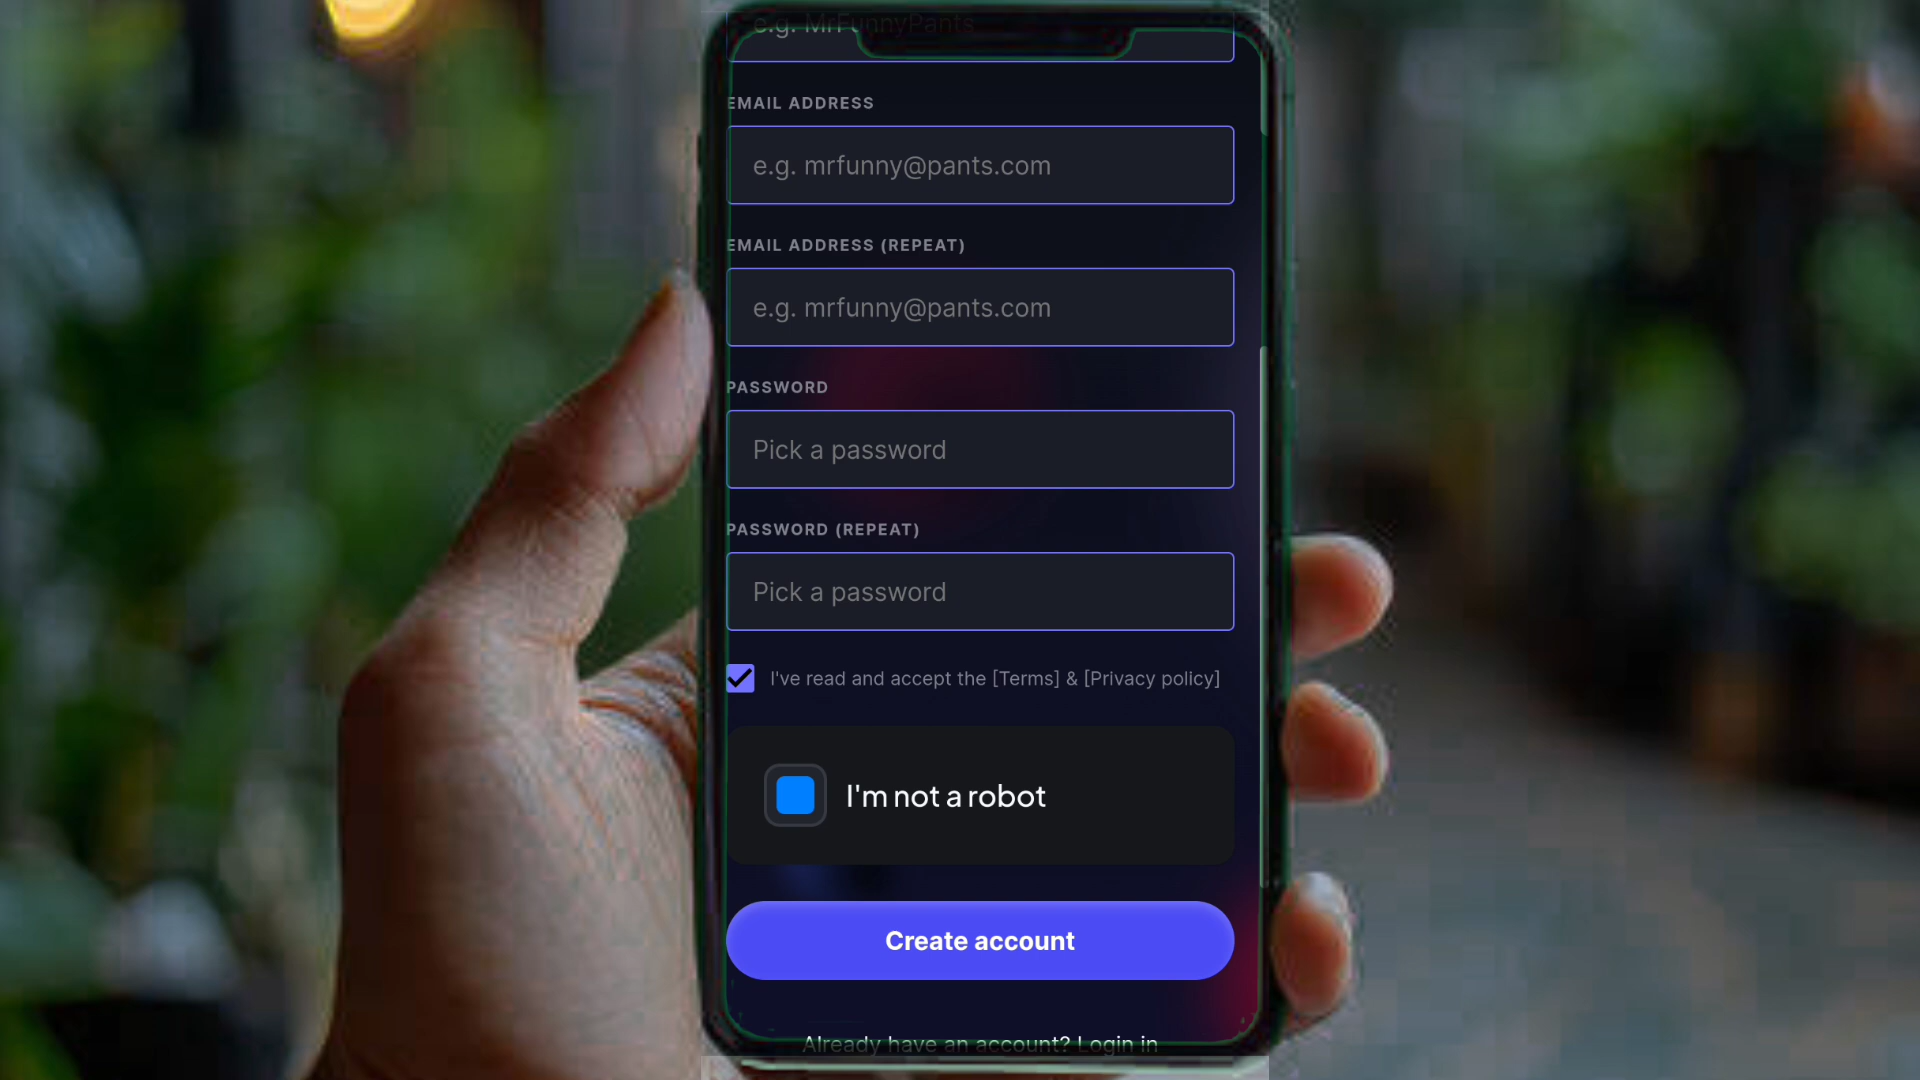 e.g. MrFunnyPants
EMAIL ADDRESS
e.g. mrfunny@pants.com
EMAIL ADDRESS (REPEAT)
e.g. mrfunny@pants.com
PASSWORD
Pick a password
PASSWORD (REPEAT)
Pick a password
I've read and accept the [Terms] & [Privacy policy]
I'm not a robot
Create account
Already have an account? Login in